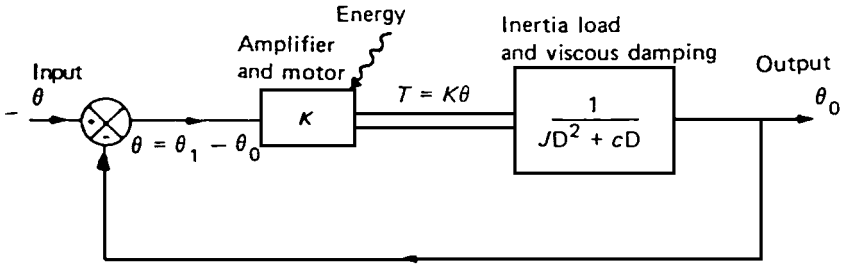 Energy
Inertia load
and viscous damping
Amplifier
and motor
Input
Output
θ
T = Kθ
θ₀
K
1
JD² + cD
θ = θ₁ − θ₀